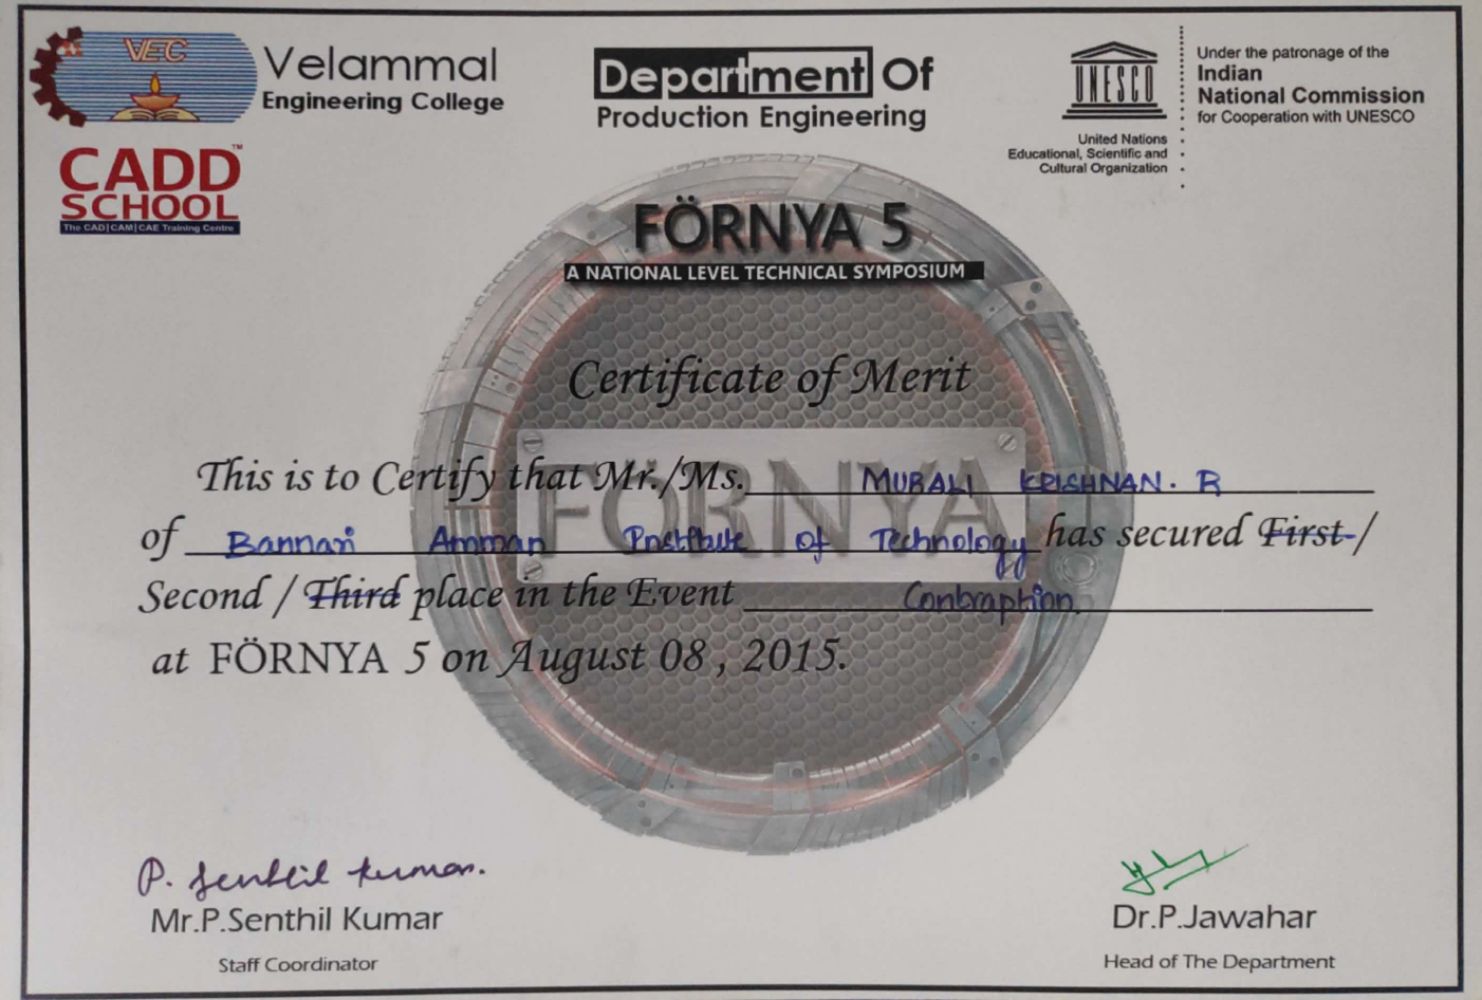 VEC
Velammal
Engineering College
CADD
SCHOOL
™
The CAD|CAM|CAE Training Centre
Department Of
Production Engineering
UNESCO
United Nations
Educational, Scientific and
Cultural Organization
Under the patronage of the
Indian
National Commission
for Cooperation with UNESCO
FÖRNYA 5
A NATIONAL LEVEL TECHNICAL SYMPOSIUM
Certificate of Merit
FÖRNYA
This is to Certify that Mr./Ms. MURALI KRISHNAN. R
of Bannari Amman Institute of Technology has secured First /
Second / Third place in the Event Contraption.
at FÖRNYA 5 on August 08 , 2015.
P. Senthil Kumar.
Mr.P.Senthil Kumar
Staff Coordinator
Dr.P.Jawahar
Head of The Department